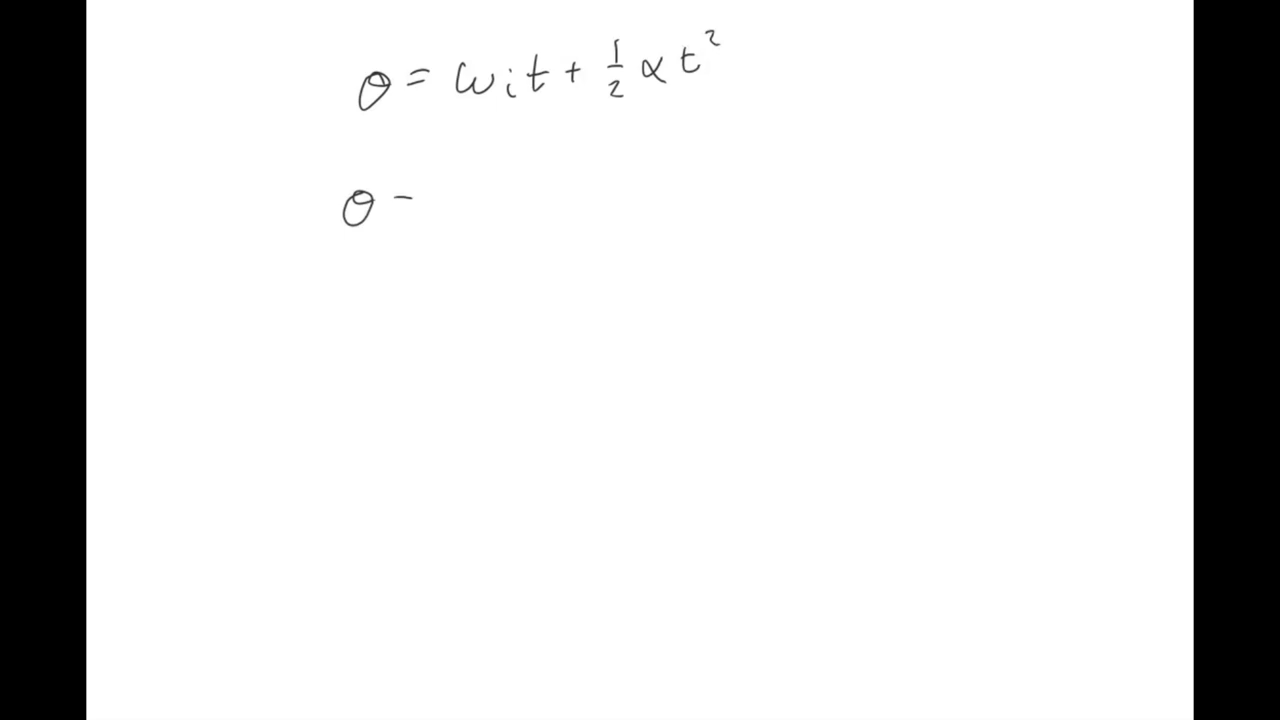 θ = ωit + 1/2 αt²
θ -